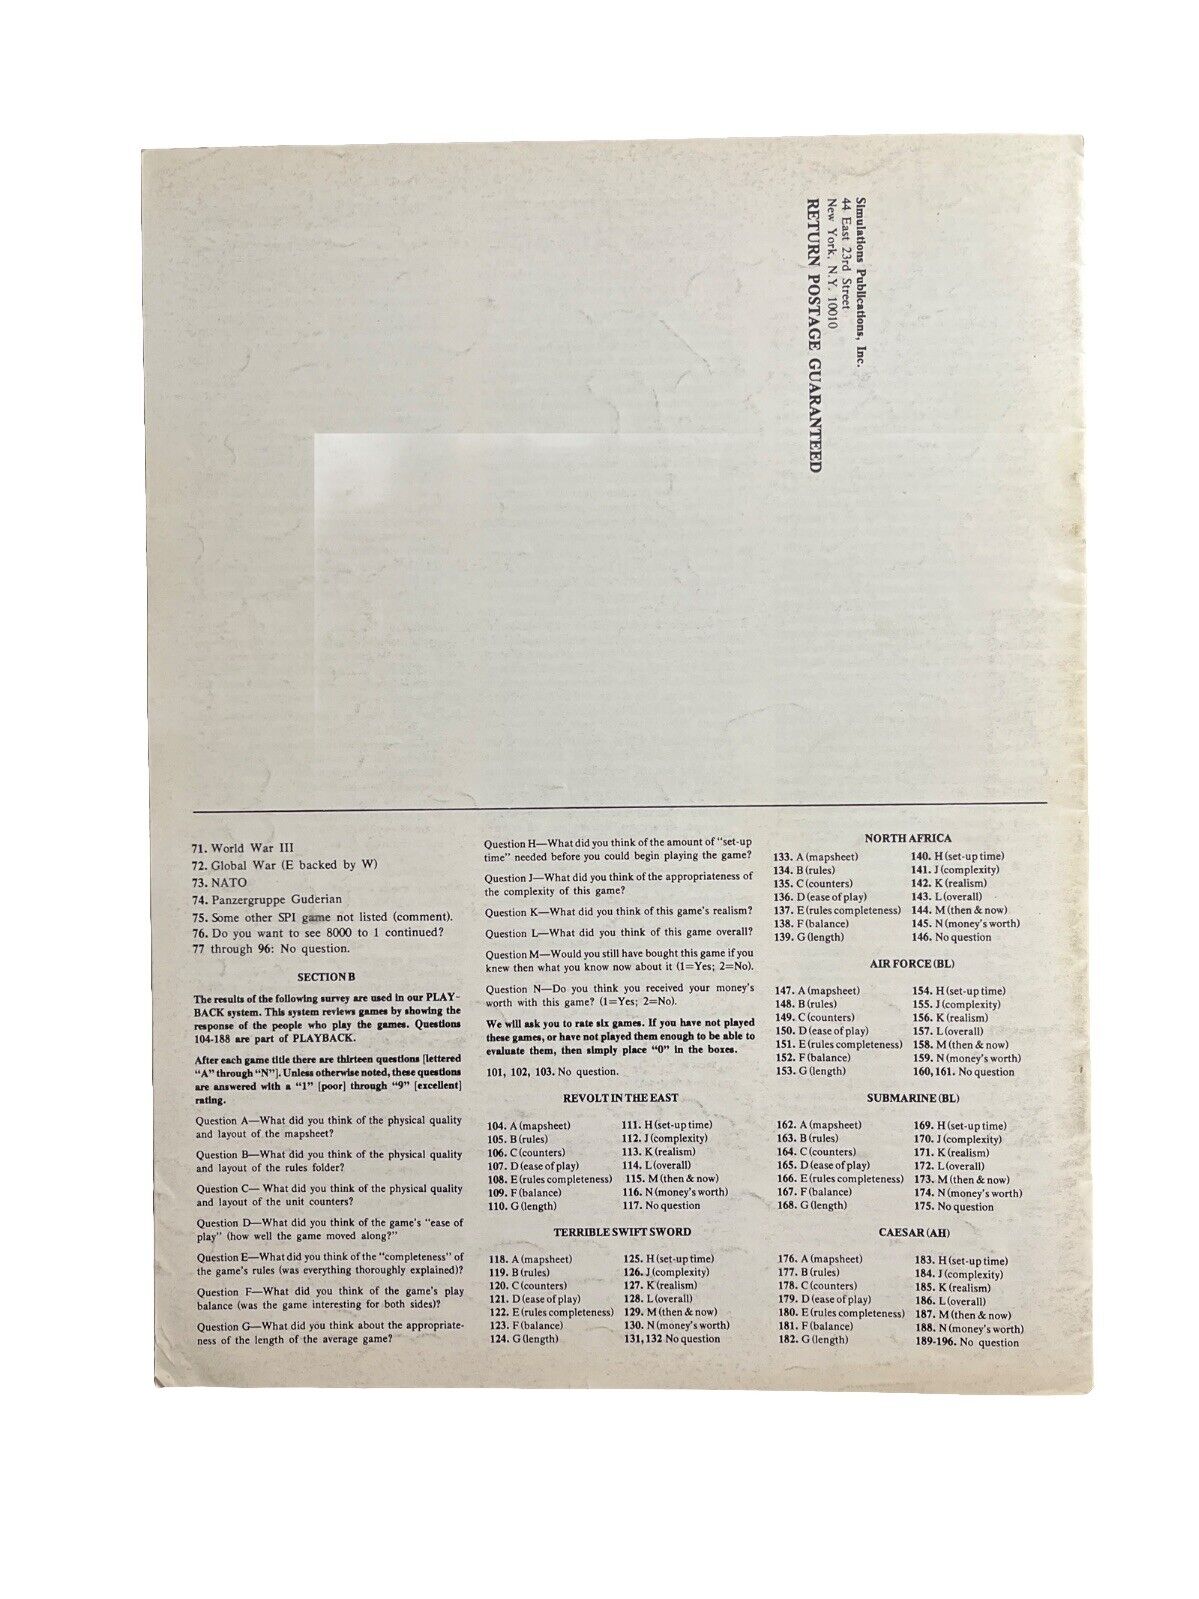 Simulations Publications, Inc.
44 East 23rd Street
New York, N.Y. 10010
RETURN POSTAGE GUARANTEED
71. World War III
72. Global War (E backed by W)
73. NATO
74. Panzergruppe Guderian
75. Some other SPI game not listed (comment).
76. Do you want to see 8000 to 1 continued?
77 through 96: No question.
SECTION B
The results of the following survey are used in our PLAY-
BACK system. This system reviews games by showing the
response of the people who play the games. Questions
104-188 are part of PLAYBACK.
After each game title there are thirteen questions [lettered
"A" through "N"]. Unless otherwise noted, these questions
are answered with a "1" [poor] through "9" [excellent]
rating.
Question A—What did you think of the physical quality
and layout of the mapsheet?
Question B—What did you think of the physical quality
and layout of the rules folder?
Question C— What did you think of the physical quality
and layout of the unit counters?
Question D—What did you think of the game's "ease of
play" (how well the game moved along?"
Question E—What did you think of the "completeness" of
the game's rules (was everything thoroughly explained)?
Question F—What did you think of the game's play
balance (was the game interesting for both sides)?
Question G—What did you think about the appropriate-
ness of the length of the average game?
Question H—What did you think of the amount of "set-up
time" needed before you could begin playing the game?
Question J—What did you think of the appropriateness of
the complexity of this game?
Question K—What did you think of this game's realism?
Question L—What did you think of this game overall?
Question M—Would you still have bought this game if you
knew then what you know now about it (1=Yes; 2=No).
Question N—Do you think you received your money's
worth with this game? (1=Yes; 2=No).
We will ask you to rate six games. If you have not played
these games, or have not played them enough to be able to
evaluate them, then simply place "0" in the boxes.
101, 102, 103. No question.
REVOLT IN THE EAST
104. A (mapsheet)
105. B (rules)
106. C (counters)
107. D (ease of play)
108. E (rules completeness)
109. F (balance)
110. G (length)
111. H (set-up time)
112. J (complexity)
113. K (realism)
114. L (overall)
115. M (then & now)
116. N (money's worth)
117. No question
TERRIBLE SWIFT SWORD
118. A (mapsheet)
119. B (rules)
120. C (counters)
121. D (ease of play)
122. E (rules completeness)
123. F (balance)
124. G (length)
125. H (set-up time)
126. J (complexity)
127. K (realism)
128. L (overall)
129. M (then & now)
130. N (money's worth)
131, 132 No question
NORTH AFRICA
133. A (mapsheet)
134. B (rules)
135. C (counters)
136. D (ease of play)
137. E (rules completeness)
138. F (balance)
139. G (length)
140. H (set-up time)
141. J (complexity)
142. K (realism)
143. L (overall)
144. M (then & now)
145. N (money's worth)
146. No question
AIR FORCE (BL)
147. A (mapsheet)
148. B (rules)
149. C (counters)
150. D (ease of play)
151. E (rules completeness)
152. F (balance)
153. G (length)
154. H (set-up time)
155. J (complexity)
156. K (realism)
157. L (overall)
158. M (then & now)
159. N (money's worth)
160, 161. No question
SUBMARINE (BL)
162. A (mapsheet)
163. B (rules)
164. C (counters)
165. D (ease of play)
166. E (rules completeness)
167. F (balance)
168. G (length)
169. H (set-up time)
170. J (complexity)
171. K (realism)
172. L (overall)
173. M (then & now)
174. N (money's worth)
175. No question
CAESAR (AH)
176. A (mapsheet)
177. B (rules)
178. C (counters)
179. D (ease of play)
180. E (rules completeness)
181. F (balance)
182. G (length)
183. H (set-up time)
184. J (complexity)
185. K (realism)
186. L (overall)
187. M (then & now)
188. N (money's worth)
189-196. No question